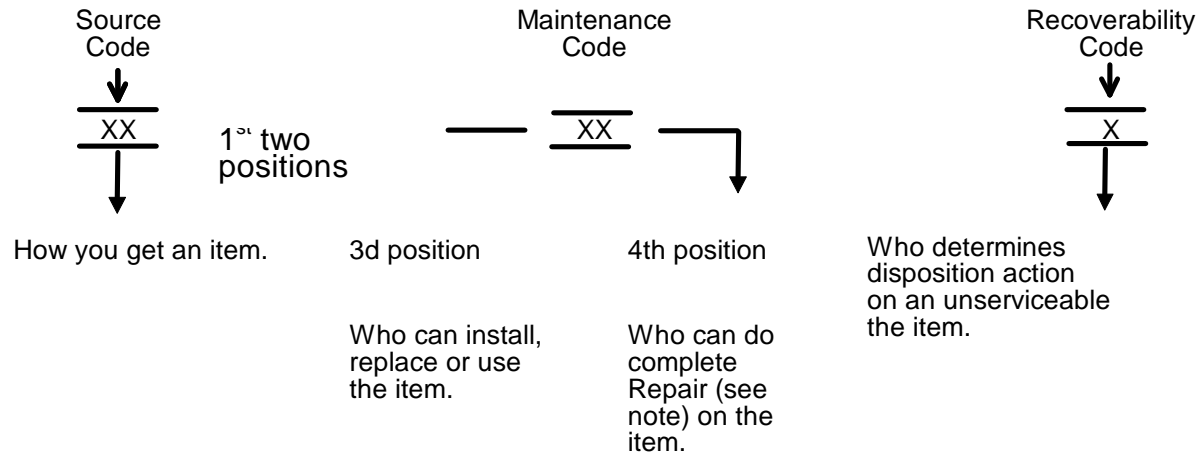 Source
Code
Maintenance
Code
Recoverability
Code
XX
1st two
positions
XX
X
How you get an item.
3d position
4th position
Who determines
disposition action
on an unserviceable
the item.
Who can install,
replace or use
the item.
Who can do
complete
Repair (see
note) on the
item.